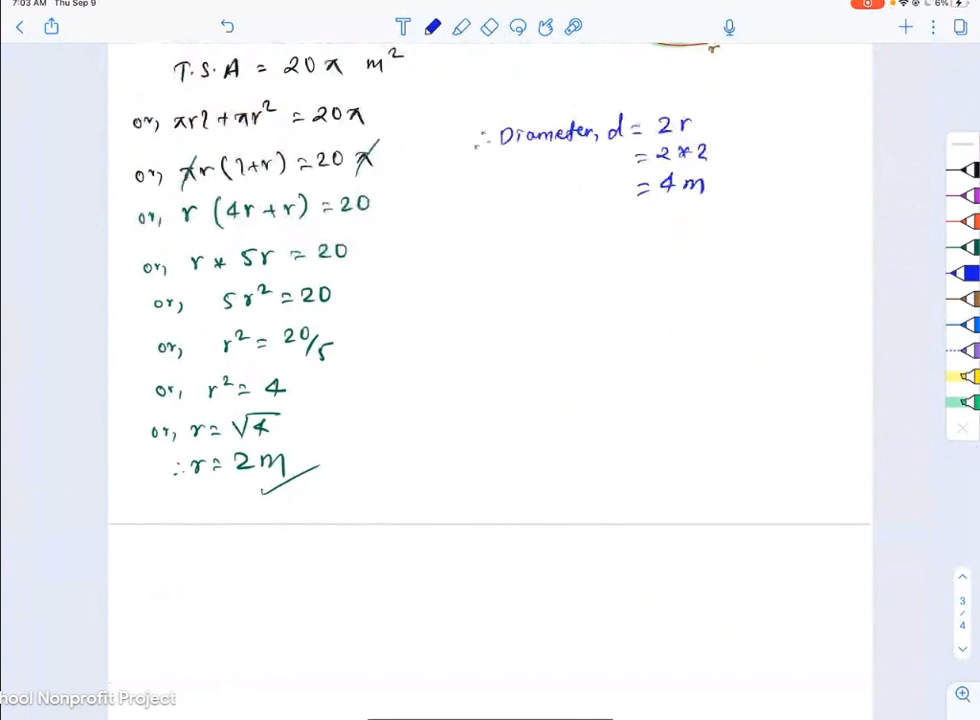 7:03 AM Thu Sep 9
6%
T.S.A = 20π m²
r
or, πrl + πr² = 20π
or, πr (l+r) = 20 π
or, r (4r + r) = 20
or, r * 5r = 20
or, 5r² = 20
or, r² = 20/5
or, r² = 4
or, r = √4
∴ r = 2m
∴ Diameter, d = 2r
= 2 * 2
= 4 m
3
/
4
hool Nonprofit Project